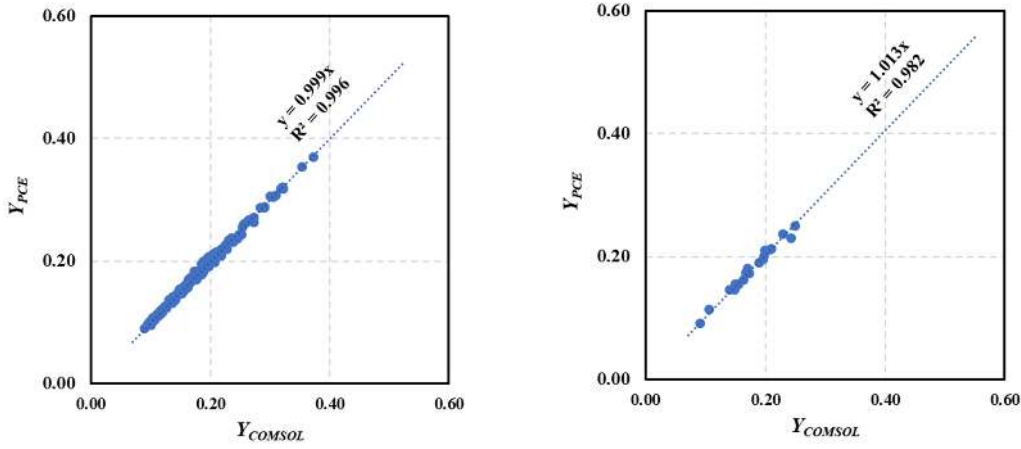 0.60
0.40
0.20
0.00
Y_PCE
y = 0.999x
R² = 0.996
0.00 0.20 0.40 0.60
Y_COMSOL
0.60
0.40
0.20
0.00
Y_PCE
y = 1.013x
R² = 0.982
0.00 0.20 0.40 0.60
Y_COMSOL